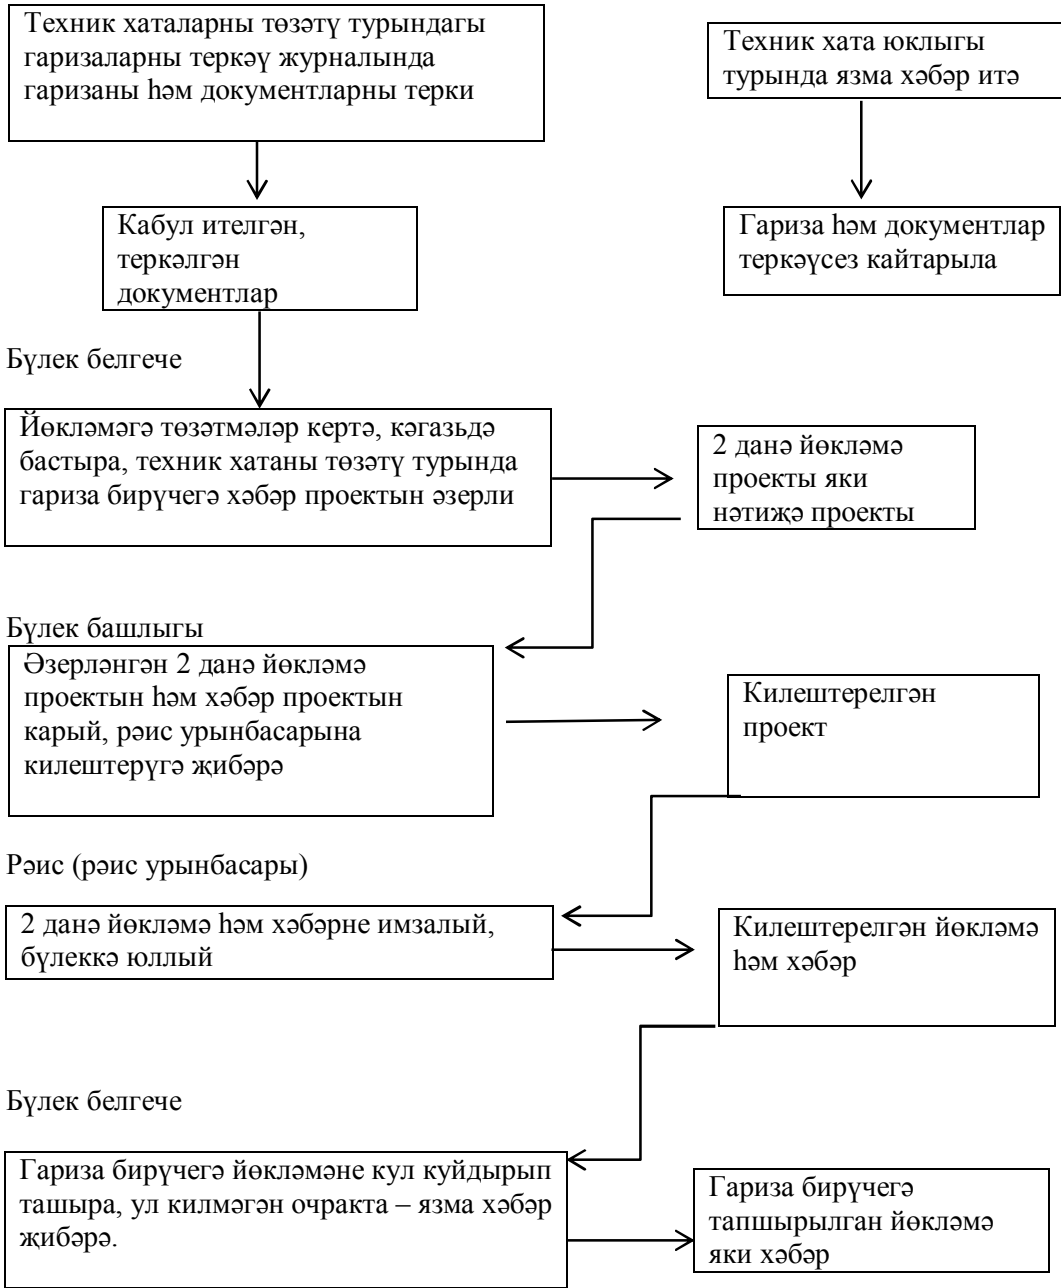 Техник хаталарны төзәтү турындагы
гаризаларны теркәү журналында
гаризаны һәм документларны терки
Техник хата юклыгы
турында язма хәбәр итә
Кабул ителгән,
теркәлгән
документлар
Гариза һәм документлар
теркәүсез кайтарыла
Бүлек белгече
Йөкләмәгә төзәтмәләр кертә, кәгазьдә
бастыра, техник хатаны төзәтү турында
гариза бирүчегә хәбәр проектын әзерли
2 данә йөкләмә
проекты яки
нәтиҗә проекты
Бүлек башлыгы
Әзерләнгән 2 данә йөкләмә
проектын һәм хәбәр проектын
карый, рәис урынбасарына
килештерүгә җибәрә
Килештерелгән
проект
Рәис (рәис урынбасары)
2 данә йөкләмә һәм хәбәрне имзалый,
бүлеккә юллый
Килештерелгән йөкләмә
һәм хәбәр
Бүлек белгече
Гариза бирүчегә йөкләмәне кул куйдырып
ташыра, ул килмәгән очракта – язма хәбәр
җибәрә.
Гариза бирүчегә
тапшырылган йөкләмә
яки хәбәр